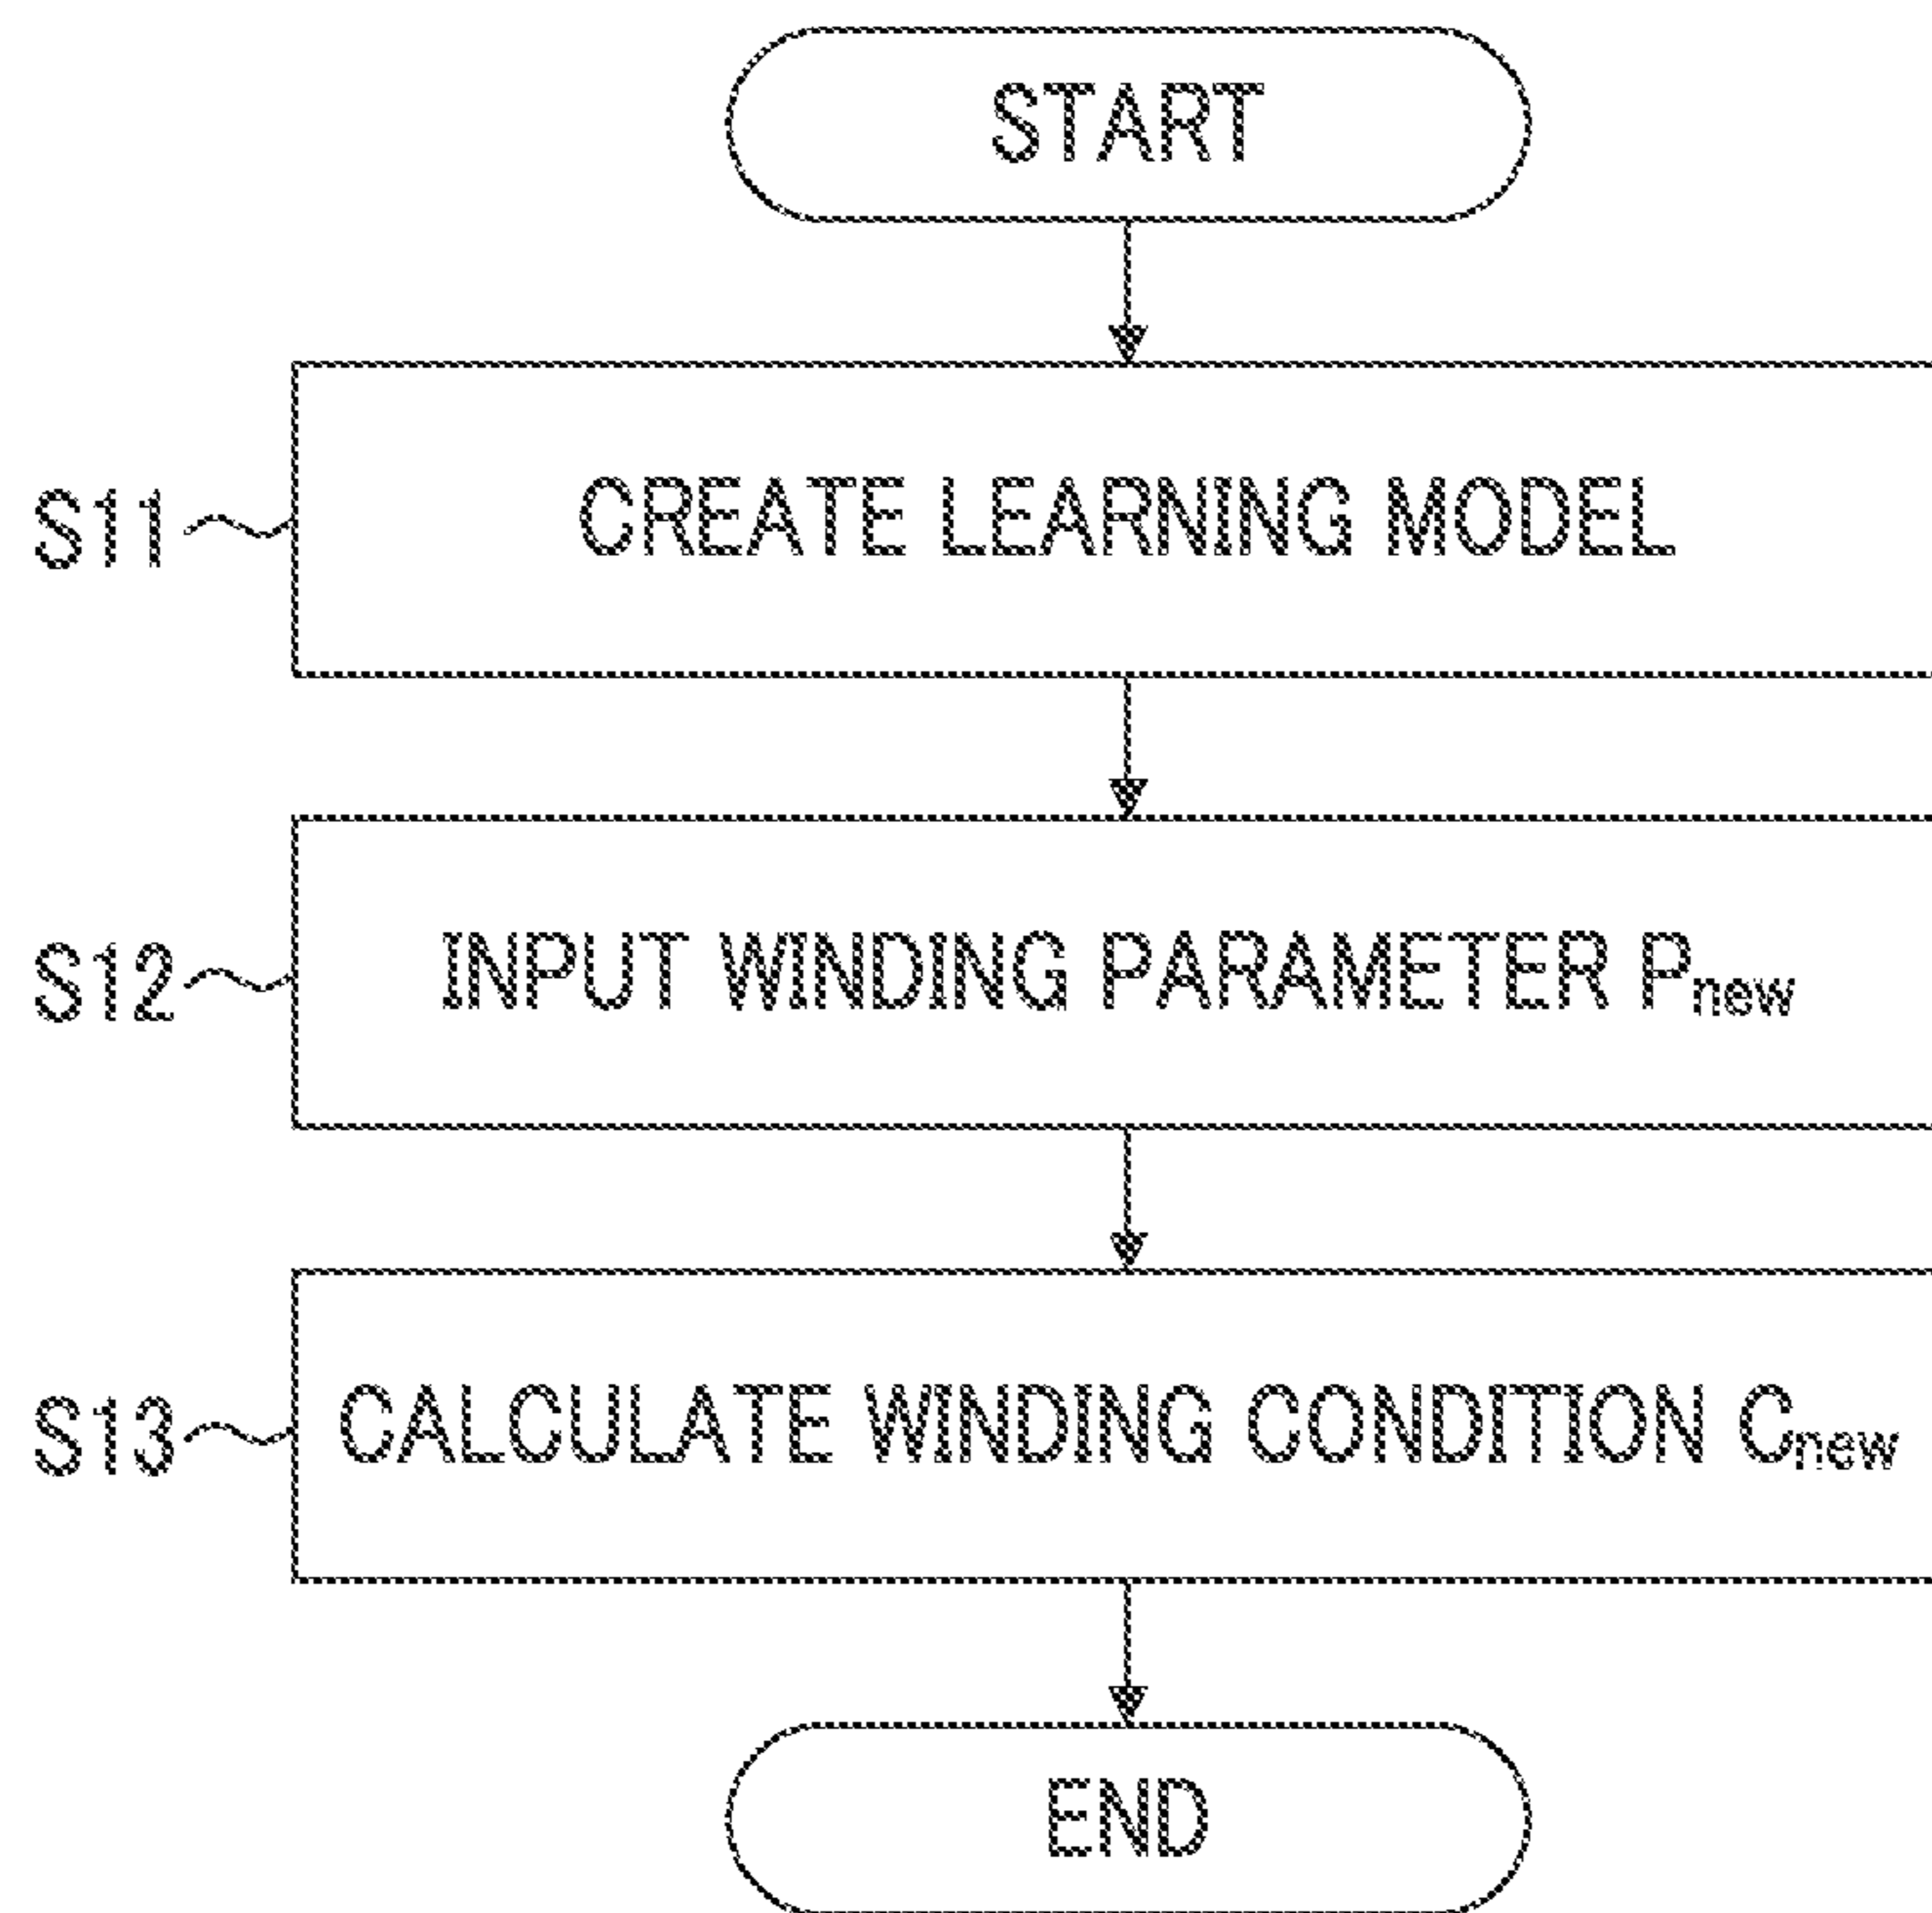 START
S11
CREATE LEARNING MODEL
S12
INPUT WINDING PARAMETER Pnew
S13
CALCULATE WINDING CONDITION Cnew
END